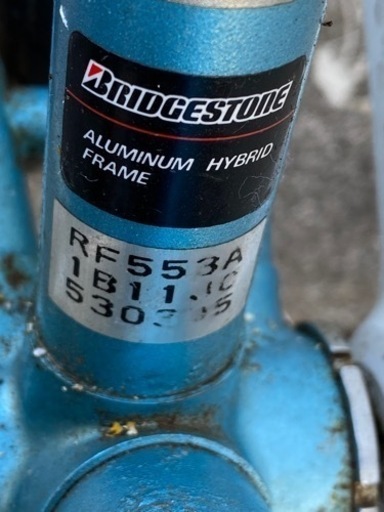 BRIDGESTONE
ALUMINUM HYBRID
FRAME
RF553A